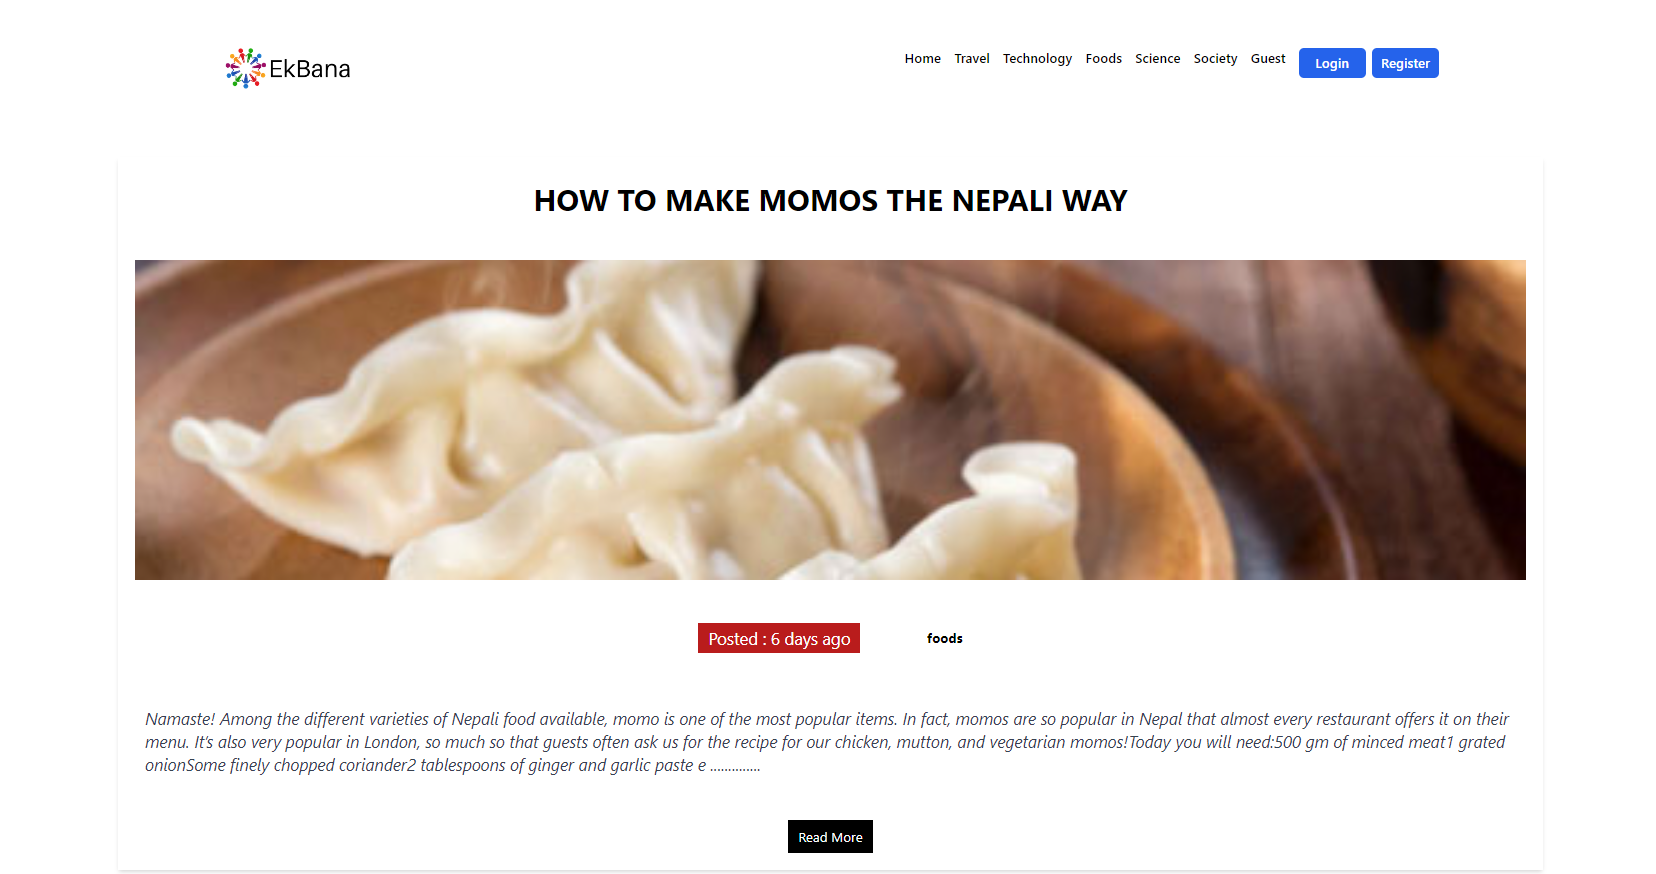 EkBana
Home Travel Technology Foods Science Society Guest Login Register
HOW TO MAKE MOMOS THE NEPALI WAY
Posted : 6 days ago foods
Namaste! Among the different varieties of Nepali food available, momo is one of the most popular items. In fact, momos are so popular in Nepal that almost every restaurant offers it on their
menu. It's also very popular in London, so much so that guests often ask us for the recipe for our chicken, mutton, and vegetarian momos!Today you will need:500 gm of minced meat1 grated
onionSome finely chopped coriander2 tablespoons of ginger and garlic paste e ..............
Read More